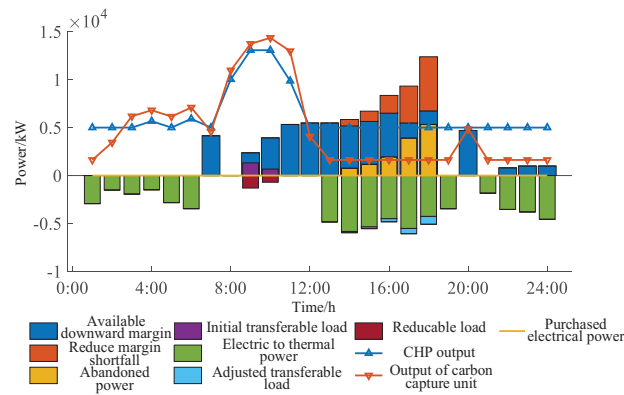 ×10⁴
1.5
1
0.5
0
-0.5
-1
Power/kW
0:00 4:00 8:00 12:00 16:00 20:00 24:00
Time/h
Available
downward margin
Reduce margin
shortfall
Abandoned
power
Initial transferable load
Electric to thermal
power
Adjusted transferable
load
Reducable load
CHP output
Output of carbon
capture unit
Purchased
electrical power